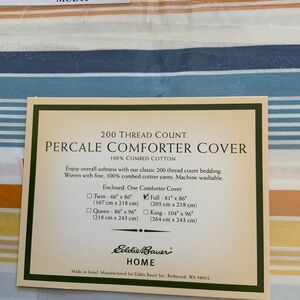 200 THREAD COUNT
PERCALE COMFORTER COVER
100% COMBED COTTON
Enjoy overall softness with our classic 200 thread count bedding.
Woven with fine, 100% combed cotton yarns. Machine washable.
Enclosed: One Comforter Cover
Twin - 66" x 86" Full - 81" x 86"
(167 cm x 218 cm) (205 cm x 218 cm)
Queen - 86" x 96" King - 104" x 96"
(218 cm x 243 cm) (264 cm x 243 cm)
Eddie Bauer
HOME
Made in Israel. Manufactured for Eddie Bauer Inc. Redmond, WA 98052